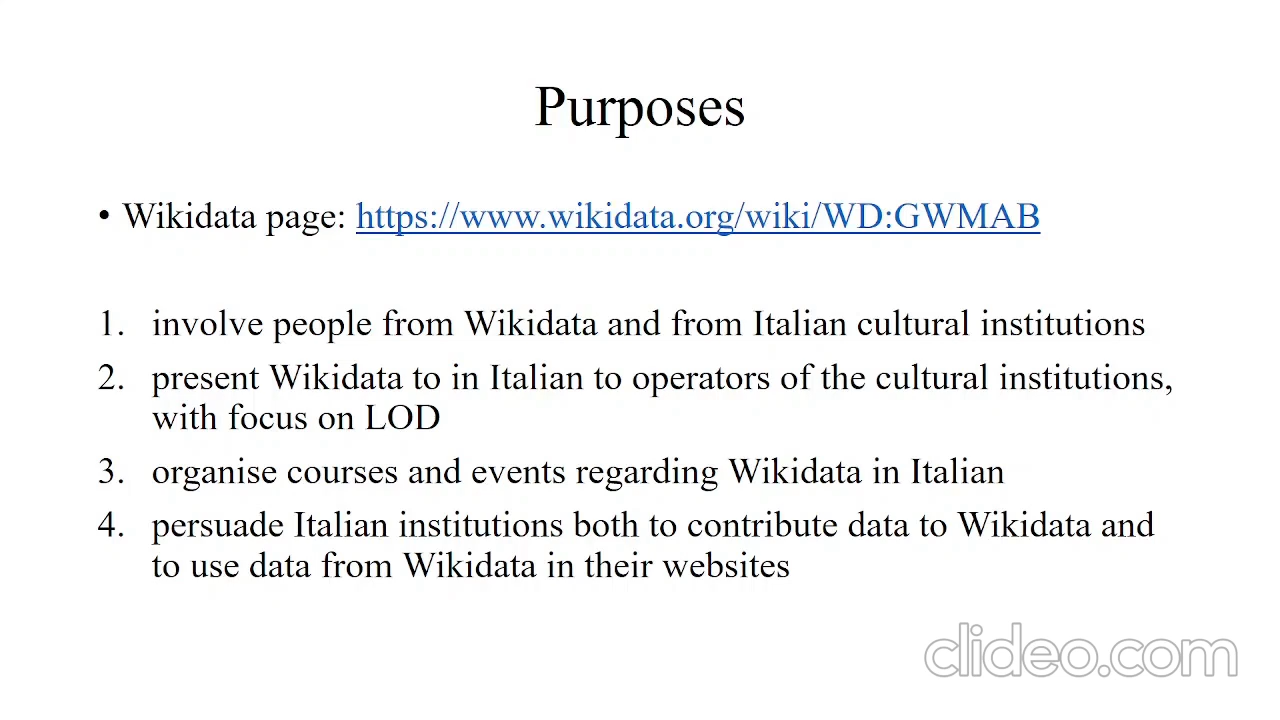 Purposes
• Wikidata page: https://www.wikidata.org/wiki/WD:GWMAB
1. involve people from Wikidata and from Italian cultural institutions
2. present Wikidata to in Italian to operators of the cultural institutions,
with focus on LOD
3. organise courses and events regarding Wikidata in Italian
4. persuade Italian institutions both to contribute data to Wikidata and
to use data from Wikidata in their websites
clideo.com